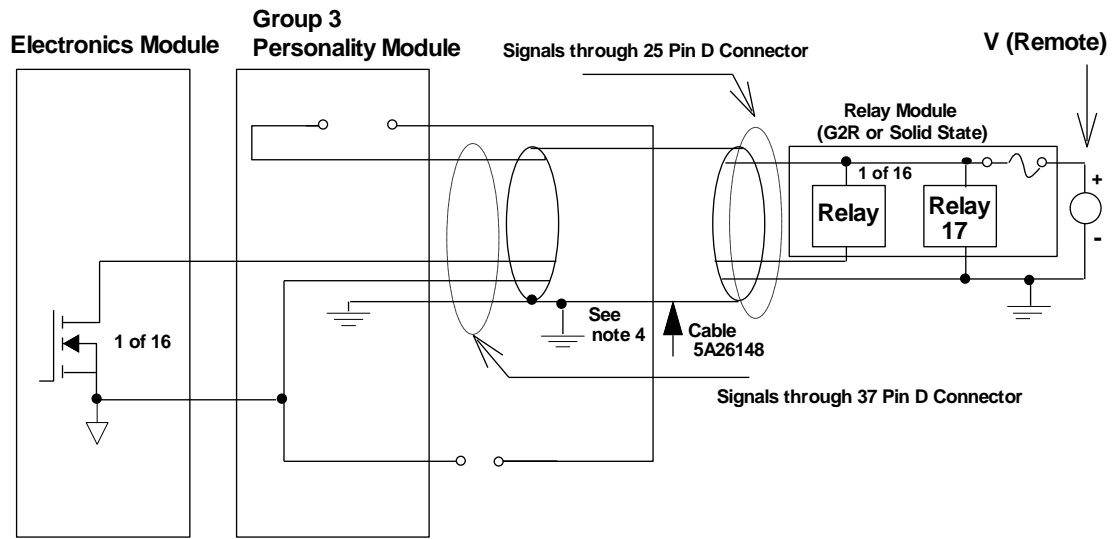 Electronics Module
Group 3
Personality Module
Signals through 25 Pin D Connector
V (Remote)
Relay Module
(G2R or Solid State)
1 of 16
Relay
Relay
17
+
-
1 of 16
See
note 4
Cable
5A26148
Signals through 37 Pin D Connector